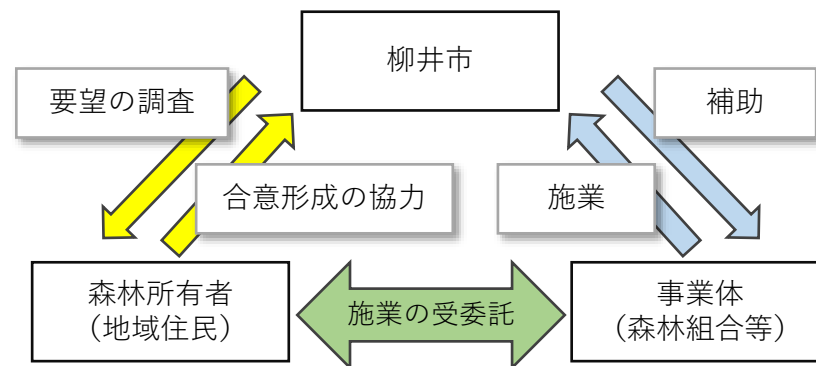 柳井市
要望の調査
補助
合意形成の協力
施業
森林所有者
（地域住民）
施業の受委託
事業体
（森林組合等）